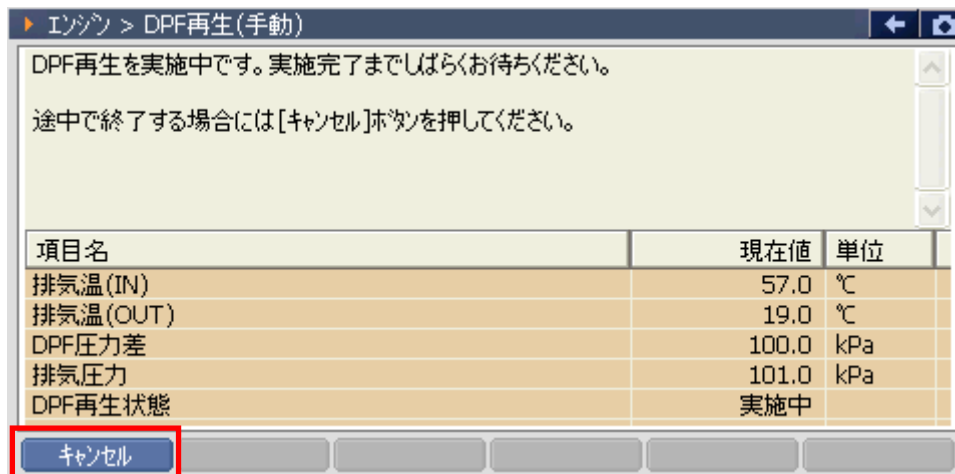 エンジン > DPF再生(手動)
DPF再生を実施中です。実施完了までしばらくお待ちください。
途中で終了する場合には[キャンセル]ボタンを押してください。
項目名 現在値 単位
排気温(IN) 57.0 ℃
排気温(OUT) 19.0 ℃
DPF圧力差 100.0 kPa
排気圧力 101.0 kPa
DPF再生状態 実施中
キャンセル